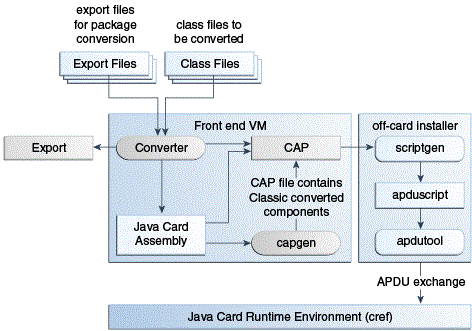 export files
for package
conversion
class files to
be converted
Export Files
Class Files
Front end VM
off-card installer
Export
Converter
CAP
scriptgen
CAP file contains
Classic converted
components
apduscript
Java Card
Assembly
capgen
apdutool
APDU exchange
Java Card Runtime Environment (cref)